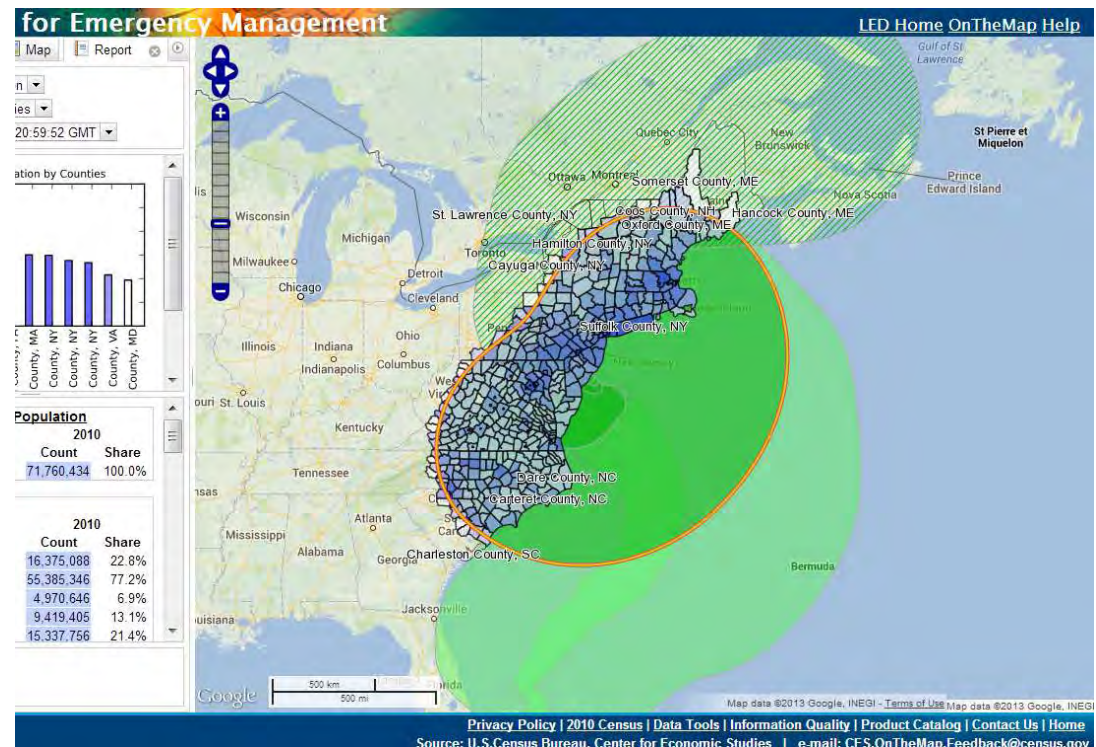 for Emergency Management
LED Home OnTheMap Help
Map
Report
n
ies
20:59:52 GMT
ation by Counties
County, MA
County, NY
County, NY
County, NY
County, VA
County, MD
Population
2010
Count Share
71,760,434 100.0%
2010
Count Share
16,375,088 22.8%
55,385,346 77.2%
4,970,646 6.9%
9,419,405 13.1%
15,337,756 21.4%
Gulf of St
Lawrence
St Pierre et
Miquelon
Quebec City
New
Brunswick
Prince
Edward Island
Nova Scotia
Ottawa
Montreal
Somerset County, ME
Coos County, NH
Hancock County, ME
Oxford County, ME
St. Lawrence County, NY
Hamilton County, NY
Toronto
Cayuga County, NY
Wisconsin
Michigan
Milwaukee
Detroit
Chicago
Cleveland
Suffolk County, NY
Illinois
Indiana
Ohio
Indianapolis
Columbus
ouri St. Louis
Kentucky
Tennessee
Dare County, NC
nsas
Carteret County, NC
Atlanta
Mississippi
Alabama
Georgia
Charleston County, SC
Bermuda
Jacksonville
uisiana
500 km
500 mi
rida
Google
Map data ©2013 Google, INEGI - Terms of Use
Map data ©2013 Google, INEGI
Privacy Policy | 2010 Census | Data Tools | Information Quality | Product Catalog | Contact Us | Home
Source: U.S.Census Bureau, Center for Economic Studies | e-mail: CES.OnTheMap.Feedback@census.gov